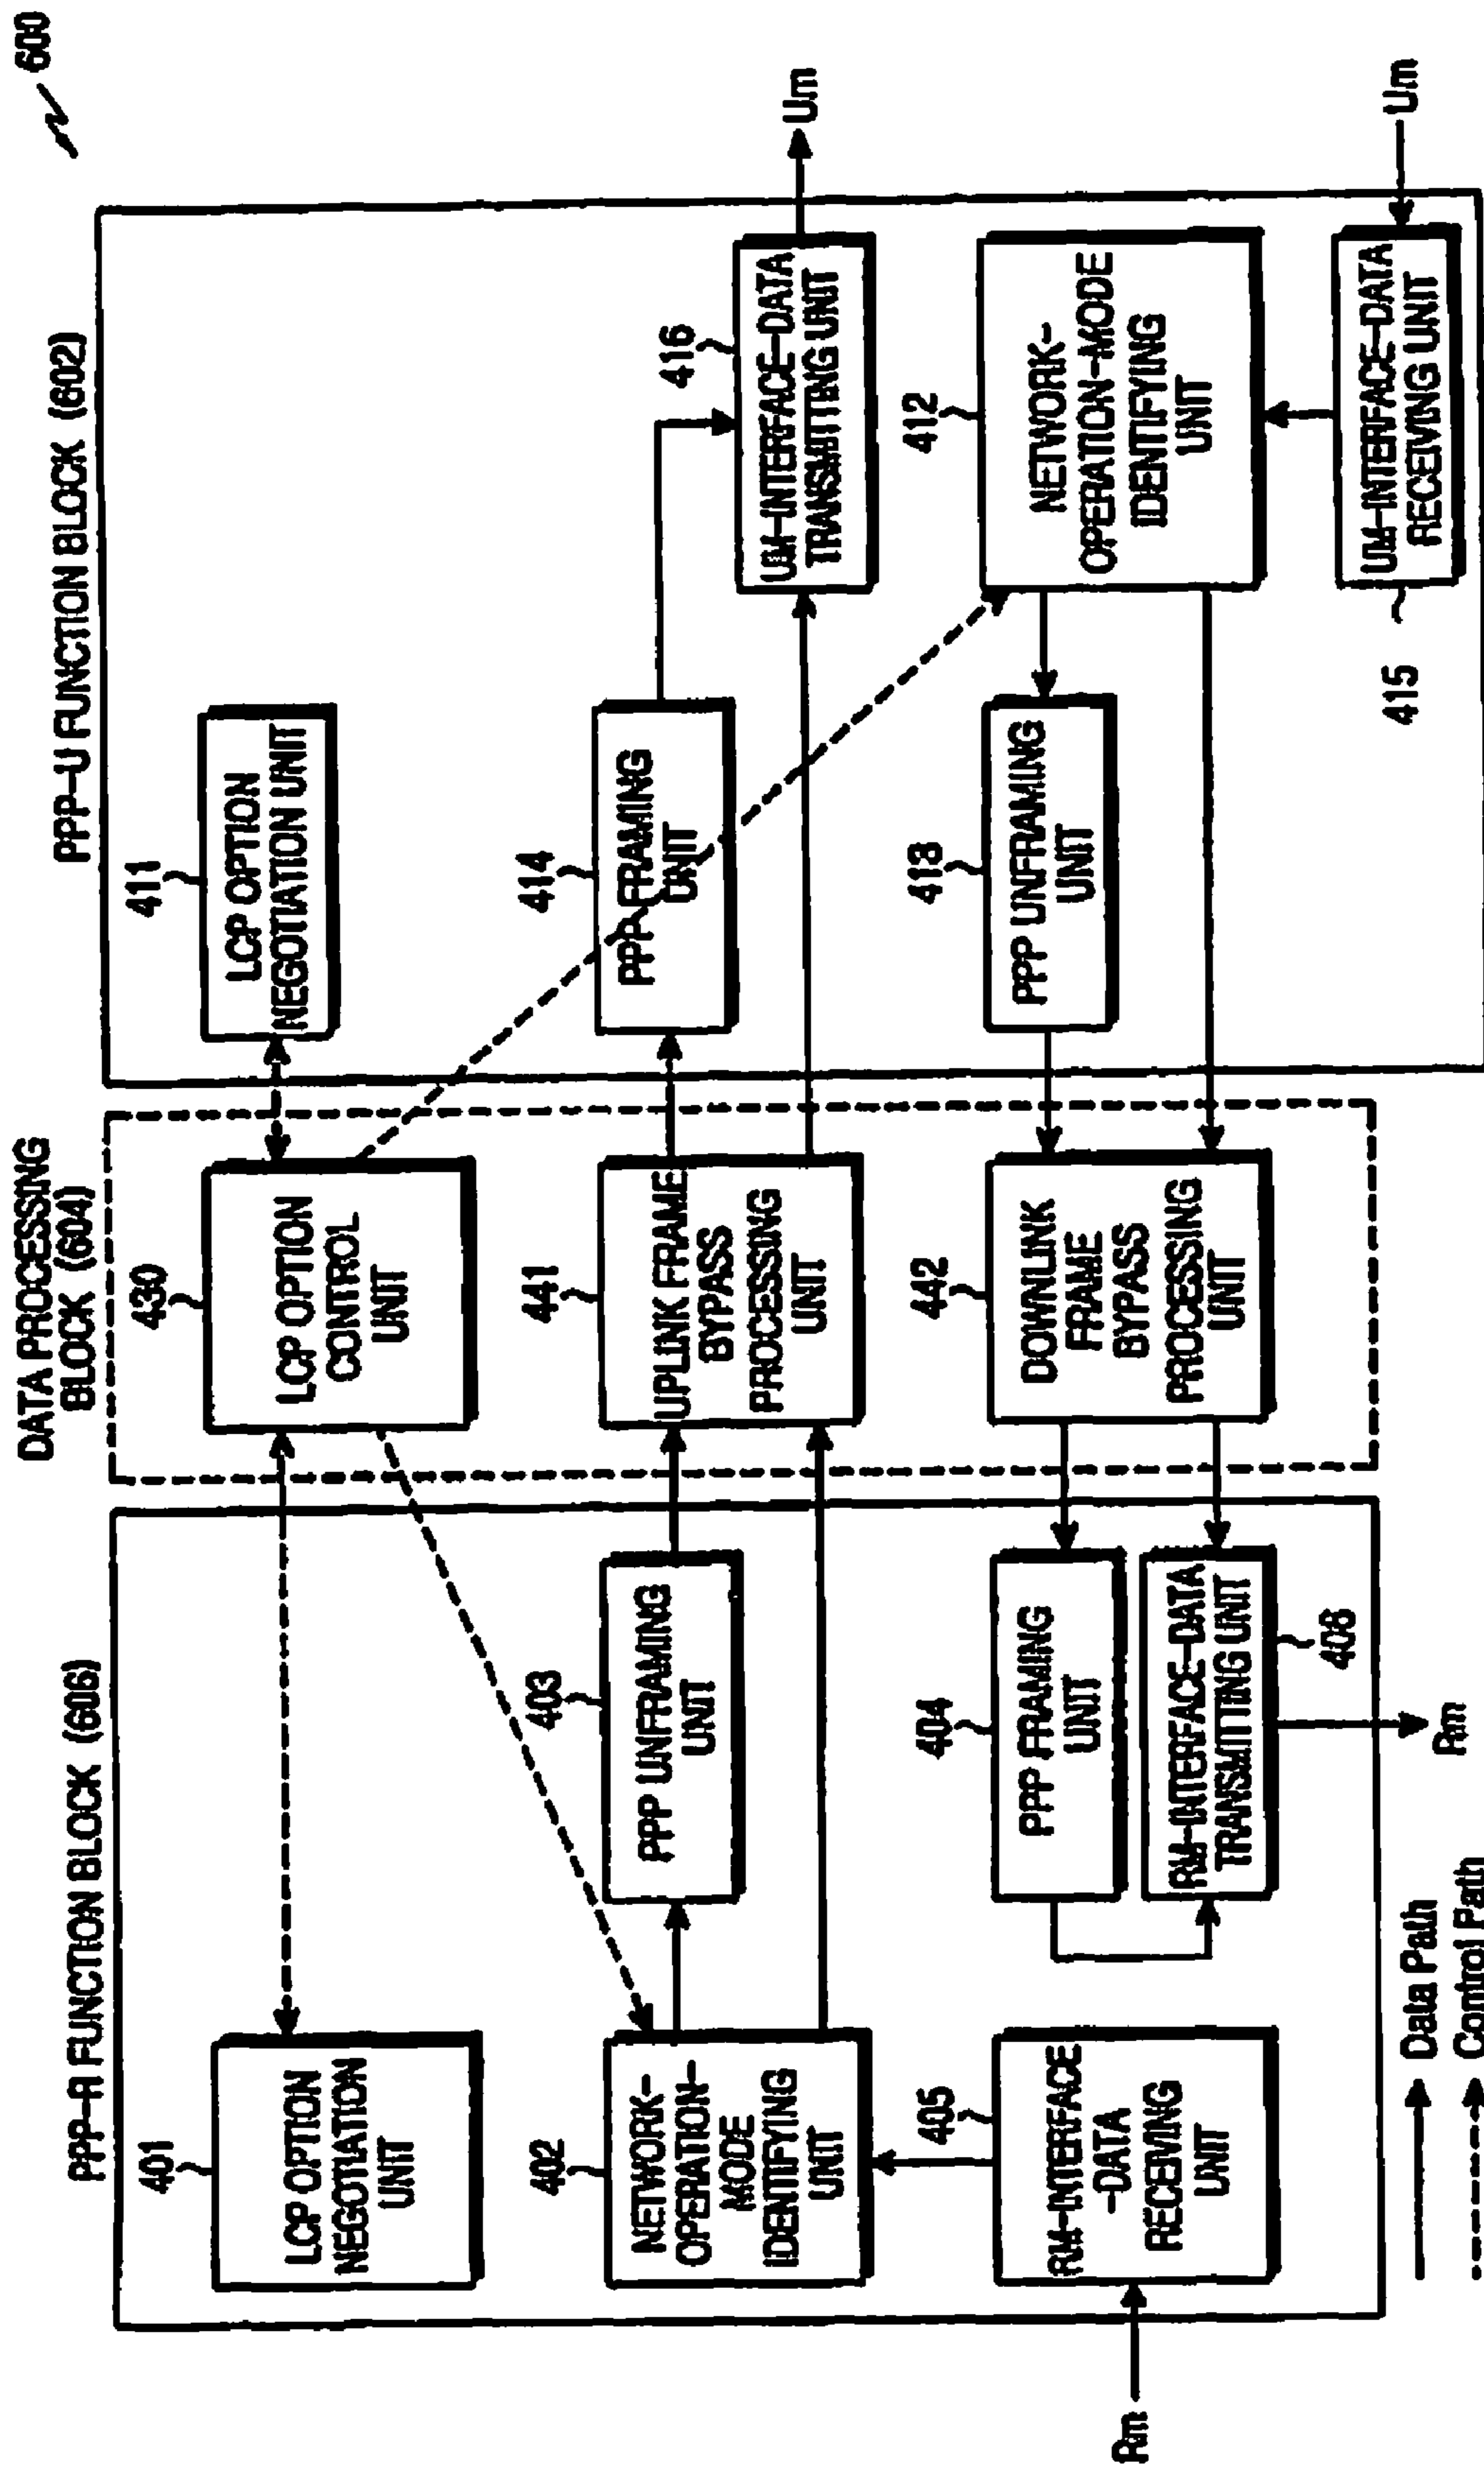 600
PPP-R FUNCTION BLOCK (606)
DATA PROCESSING
BLOCK (604)
PPP-U FUNCTION BLOCK (602)
401
LCP OPTION
NEGOTIATION
UNIT
430
LCP OPTION
CONTROL
UNIT
411
LCP OPTION
NEGOTIATION UNIT
402
NETWORK-
OPERATION-
MODE
IDENTIFYING
UNIT
403
PPP UNFRAMING
UNIT
441
UPLINK FRAME
BYPASS
PROCESSING
UNIT
414
PPP FRAMING
UNIT
416
UM-INTERFACE-DATA
TRANSMITTING UNIT
Um
405
RM-INTERFACE
-DATA
RECEIVING
UNIT
Rm
404
PPP FRAMING
UNIT
RM-INTERFACE-DATA
TRANSMITTING UNIT
406
Rm
442
DOWNLINK
FRAME
BYPASS
PROCESSING
UNIT
413
PPP UNFRAMING
UNIT
412
NETWORK-
OPERATION-MODE
IDENTIFYING
UNIT
415
UM-INTERFACE-DATA
RECEIVING UNIT
Um
Data Path
Control Path